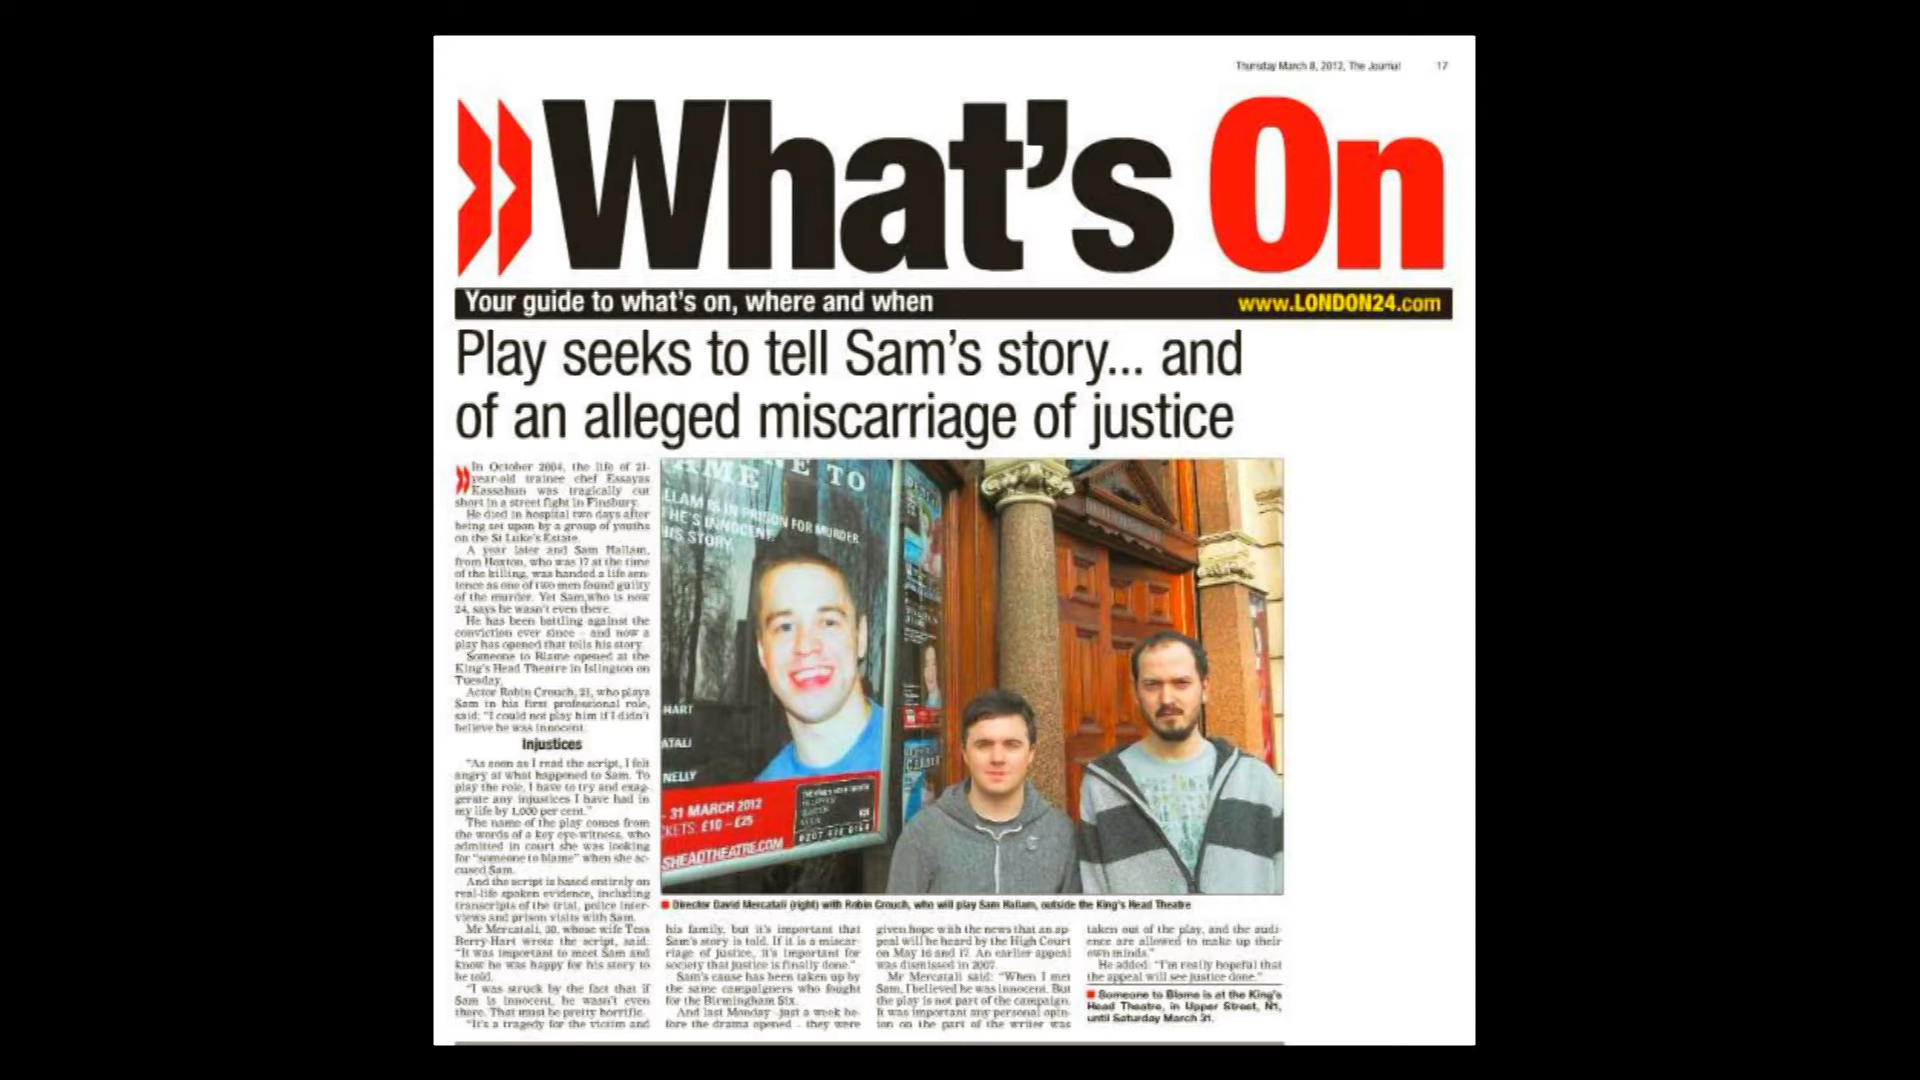 Thursday March 8, 2012, The Journal 17
What's On
Your guide to what's on, where and when www.LONDON24.com
Play seeks to tell Sam's story... and
of an alleged miscarriage of justice
In October 2004, the life of 21-
year-old trainee chef Essayas
Kassahun was tragically cut
short in a street fight in Finsbury.
He died in hospital two days after
being set upon by a group of youths
on the St Luke's Estate.
A year later and Sam Hallam,
from Hoxton, who was 17 at the time
of the killing, was handed a life sen-
tence as one of two men found guilty
of the murder. Yet Sam, who is now
24, says he wasn't even there.
He has been battling against the
conviction ever since – and now a
play has opened that tells his story.
Someone to Blame opened at the
King's Head Theatre in Islington on
Tuesday.
Actor Robin Crouch, 21, who plays
Sam in his first professional role,
said: "I could not play him if I didn't
believe he was innocent.
Injustices
"As soon as I read the script, I felt
angry at what happened to Sam. To
play the role, I have to try and exag-
gerate any injustices I have had in
my life by 1,000 per cent."
The name of the play comes from
the words of a key eye-witness, who
admitted in court she was looking
for "someone to blame" when she ac-
cused Sam.
And the script is based entirely on
real-life spoken evidence, including
transcripts of the trial, police inter-
views and prison visits with Sam.
Mr Mercatali, 30, whose wife Tess
Berry-Hart wrote the script, said:
"It was important to meet Sam and
know he was happy for his story to
be told.
"I was struck by the fact that if
Sam is innocent, he wasn't even
there. That must be pretty horrific.
"It's a tragedy for the victim and
AME
NE TO
LLAM IS IN PRISON FOR MURDER
HE'S INNOCENT.
HIS STORY
HART
ATALI
NELLY
- 31 MARCH 2012
CKETS: £10 – £25
SHEADTHEATRE.COM
Director David Mercatali (right) with Robin Crouch, who will play Sam Hallam, outside the King's Head Theatre
his family, but it's important that
Sam's story is told. If it is a miscar-
riage of justice, it's important for
society that justice is finally done."
Sam's cause has been taken up by
the same campaigners who fought
for the Birmingham Six.
And last Monday – just a week be-
fore the drama opened – they were
given hope with the news that an ap-
peal will be heard by the High Court
on May 16 and 17. An earlier appeal
was dismissed in 2007.
Mr Mercatali said: "When I met
Sam, I believed he was innocent. But
the play is not part of the campaign.
It was important any personal opin-
ion on the part of the writer was
taken out of the play, and the audi-
ence are allowed to make up their
own minds."
He added: "I'm really hopeful that
the appeal will see justice done."
Someone to Blame is at the King's
Head Theatre, in Upper Street, N1,
until Saturday March 31.